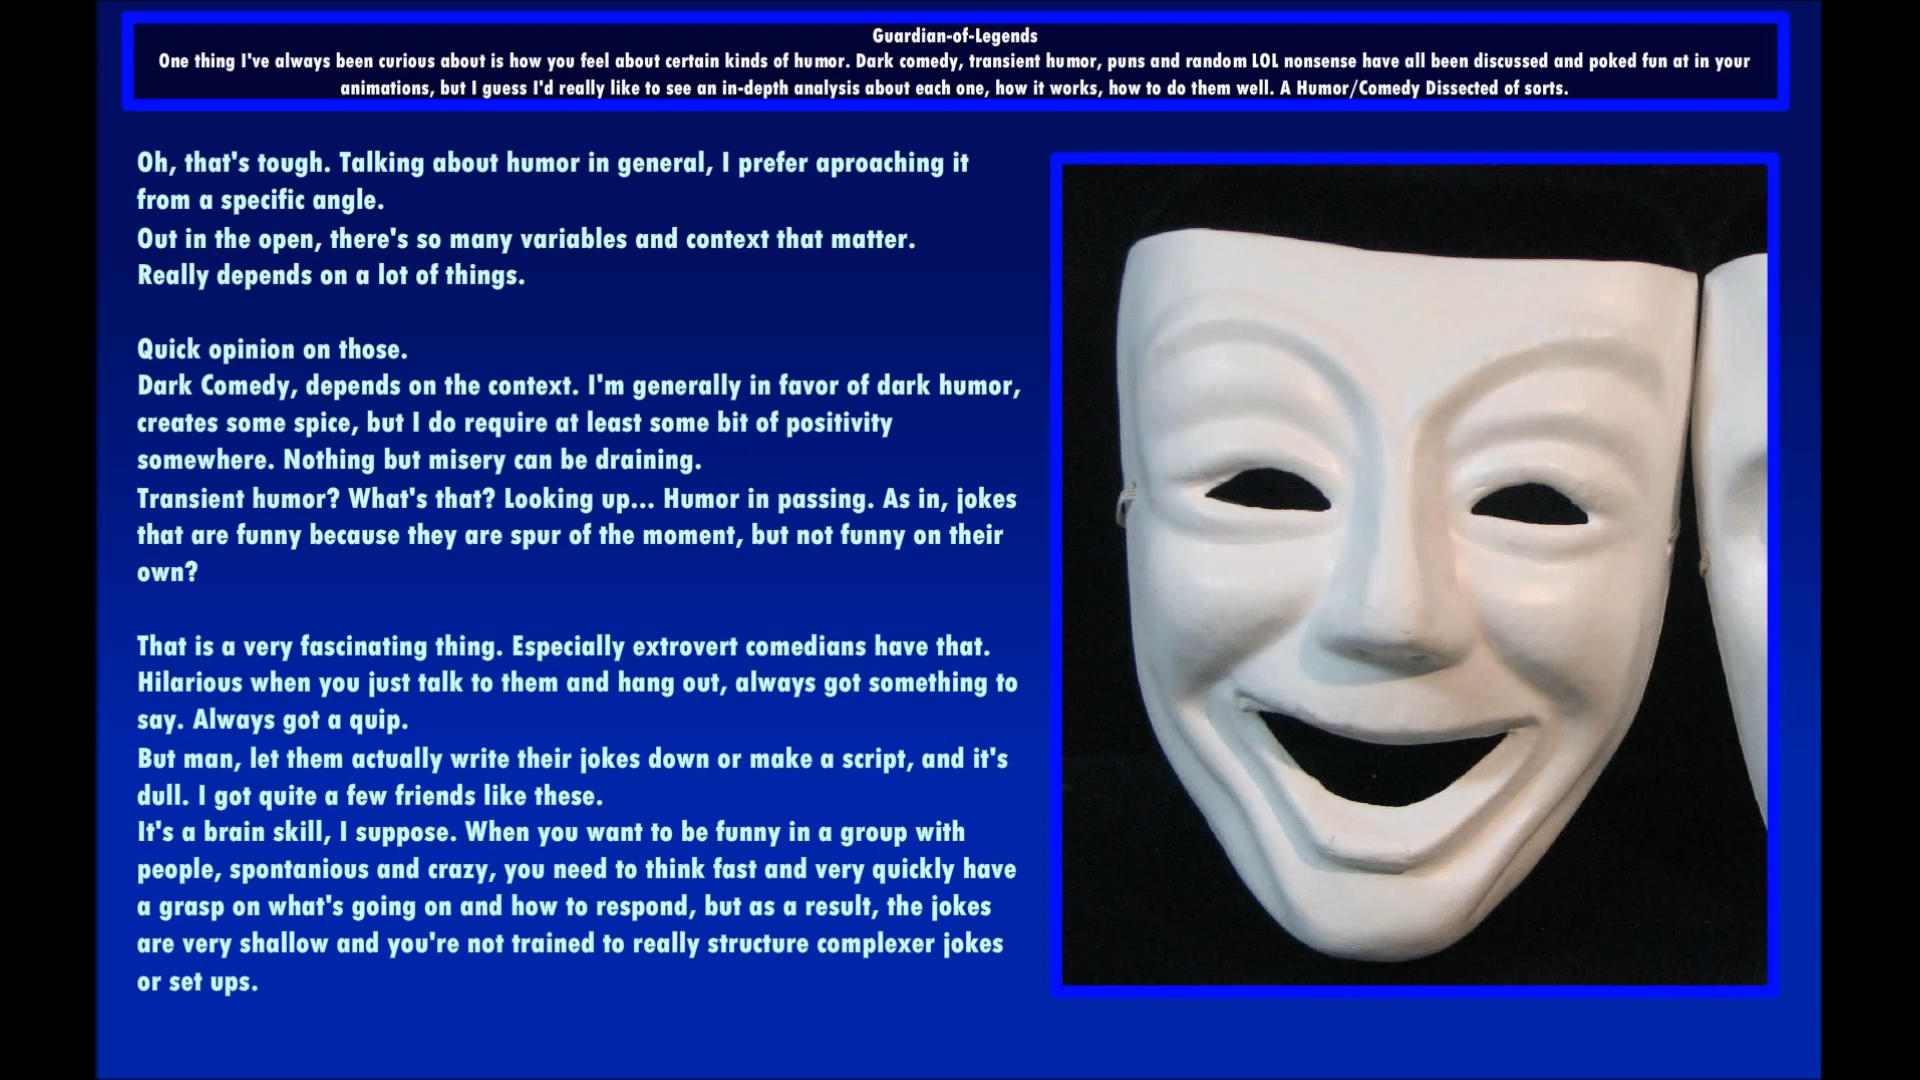 Guardian-of-Legends
One thing I've always been curious about is how you feel about certain kinds of humor. Dark comedy, transient humor, puns and random LOL nonsense have all been discussed and poked fun at in your
animations, but I guess I'd really like to see an in-depth analysis about each one, how it works, how to do them well. A Humor/Comedy Dissected of sorts.
Oh, that's tough. Talking about humor in general, I prefer aproaching it
from a specific angle.
Out in the open, there's so many variables and context that matter.
Really depends on a lot of things.
Quick opinion on those.
Dark Comedy, depends on the context. I'm generally in favor of dark humor,
creates some spice, but I do require at least some bit of positivity
somewhere. Nothing but misery can be draining.
Transient humor? What's that? Looking up... Humor in passing. As in, jokes
that are funny because they are spur of the moment, but not funny on their
own?
That is a very fascinating thing. Especially extrovert comedians have that.
Hilarious when you just talk to them and hang out, always got something to
say. Always got a quip.
But man, let them actually write their jokes down or make a script, and it's
dull. I got quite a few friends like these.
It's a brain skill, I suppose. When you want to be funny in a group with
people, spontanious and crazy, you need to think fast and very quickly have
a grasp on what's going on and how to respond, but as a result, the jokes
are very shallow and you're not trained to really structure complexer jokes
or set ups.